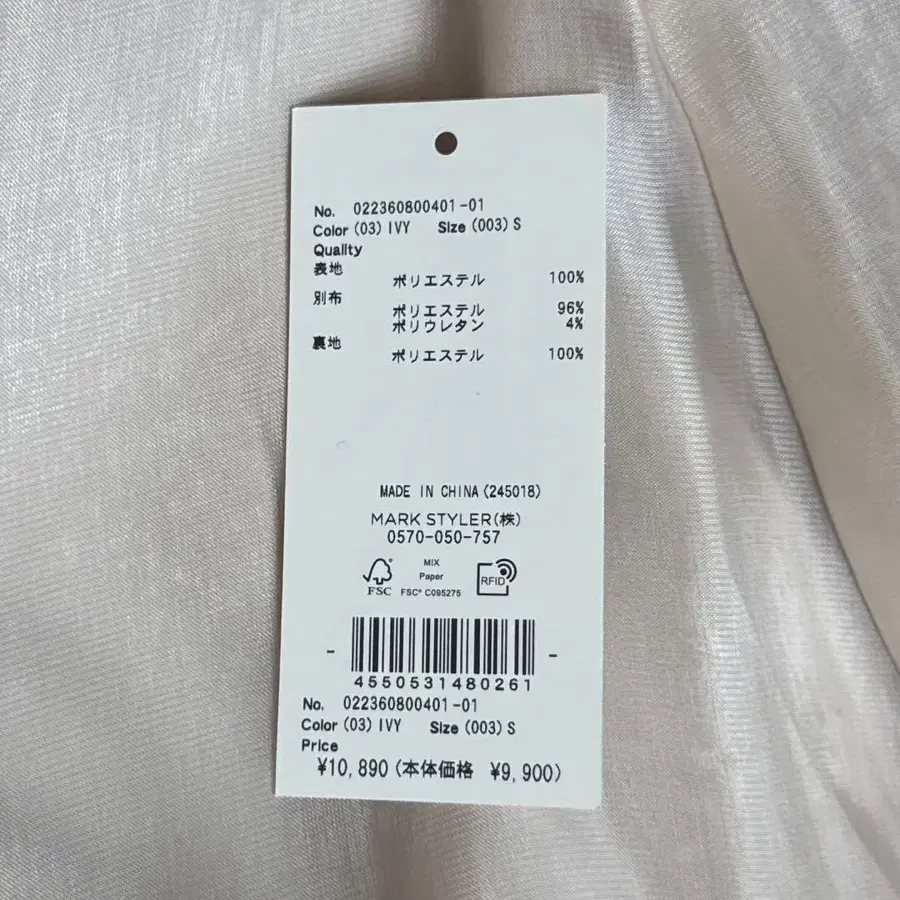 No. 022360800401-01
Color (03) IVY Size (003) S
Quality
表地
ポリエステル 100%
別布
ポリエステル 96%
ポリウレタン 4%
裏地
ポリエステル 100%
MADE IN CHINA (245018)
MARK STYLER(株)
0570-050-757
FSC
MIX
Paper
FSC® C095275
RFID
4550531480261
No. 022360800401-01
Color (03) IVY Size (003) S
Price
¥10,890 (本体価格 ¥9,900)